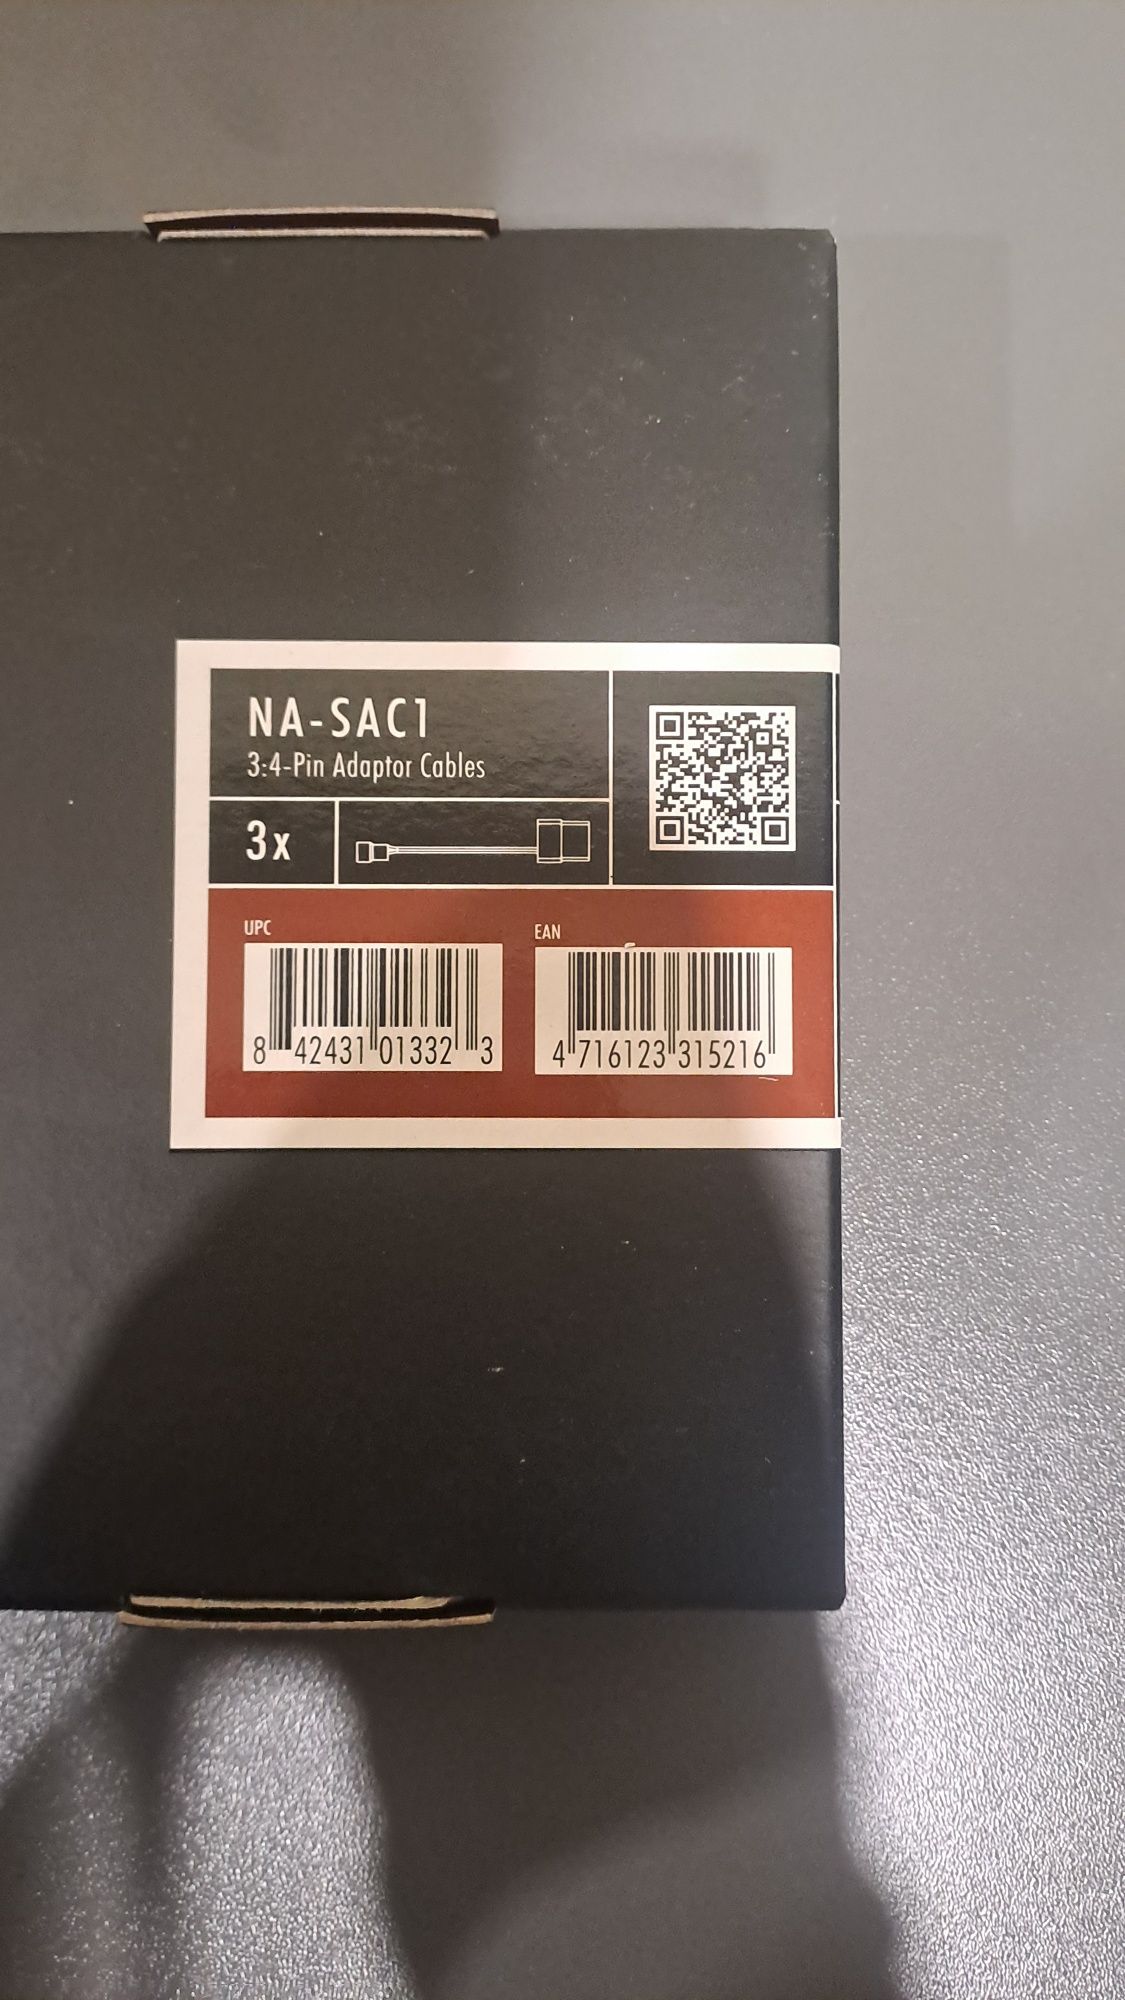 NA-SAC1
3:4-Pin Adaptor Cables
3x
UPC
8 42431 01332 3
EAN
4 716123 315216